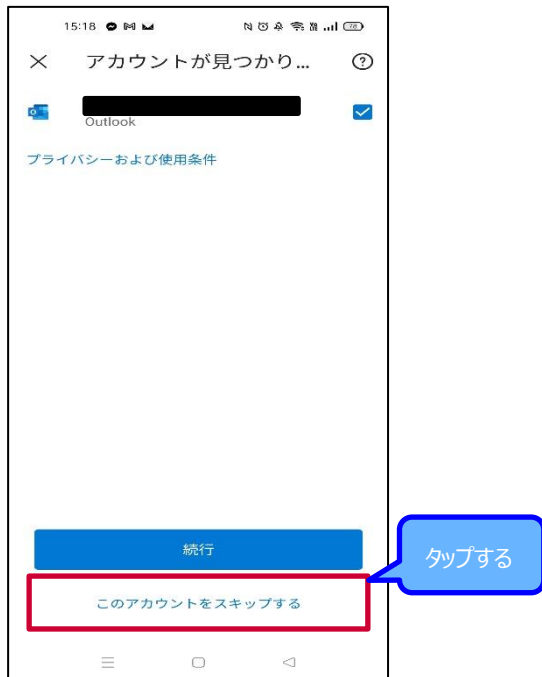 15:18
アカウントが見つかり...
Outlook
プライバシーおよび使用条件
続行
タップする
このアカウントをスキップする